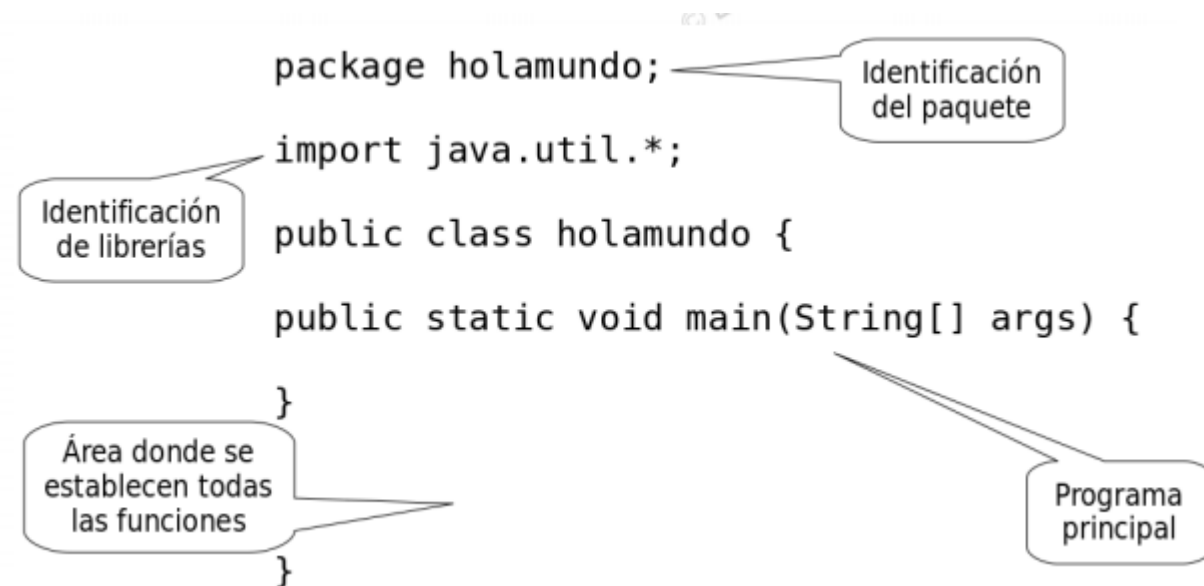 package holamundo;
Identificación
del paquete
import java.util.*;
Identificación
de librerías
public class holamundo {
public static void main(String[] args) {
}
Área donde se
establecen todas
las funciones
Programa
principal
}